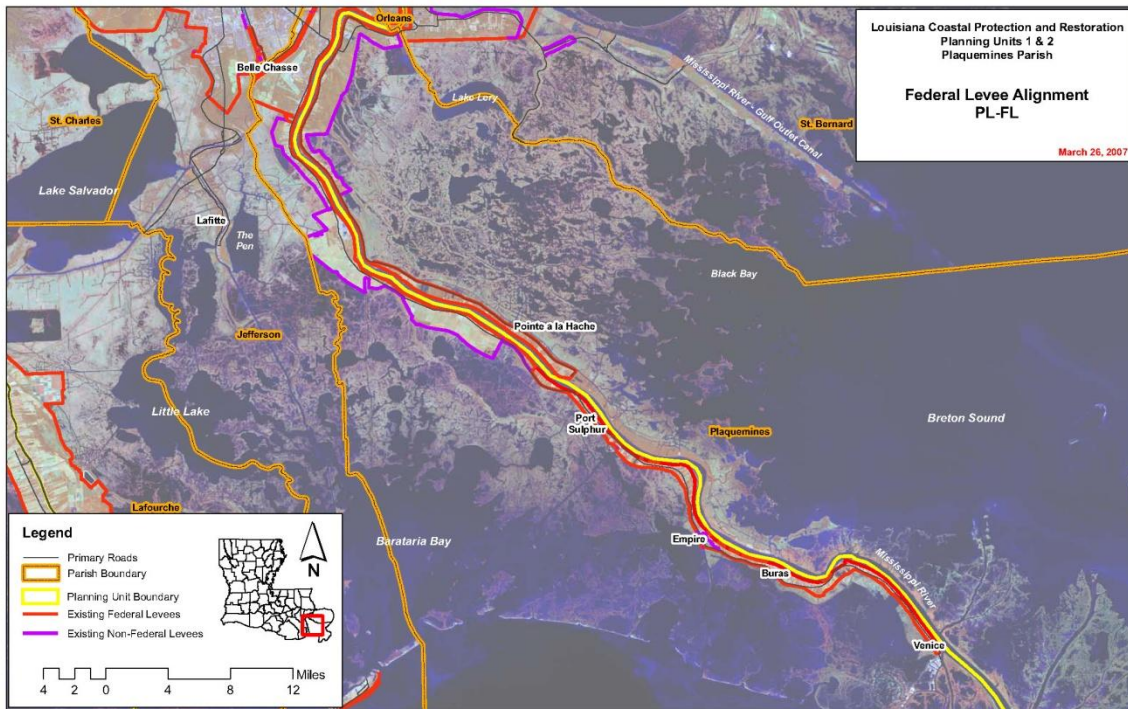 Louisiana Coastal Protection and Restoration
Planning Units 1 & 2
Plaquemines Parish
Federal Levee Alignment
PL-FL
March 26, 2007
Orleans
Belle Chasse
Lake Lery
Mississippi River - Gulf Outlet Canal
St. Charles
St. Bernard
Lake Salvador
Lafitte
The
Pen
Black Bay
Pointe a la Hache
Jefferson
Little Lake
Port
Sulphur
Plaquemines
Breton Sound
Lafourche
Barataria Bay
Empire
Buras
Mississippi River
Venice
Legend
Primary Roads
Parish Boundary
Planning Unit Boundary
Existing Federal Levees
Existing Non-Federal Levees
N
Miles
4 2 0 4 8 12